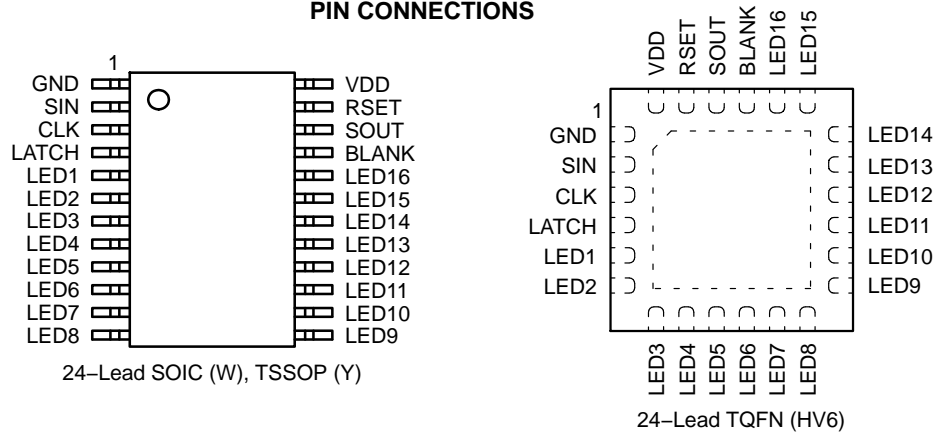 PIN CONNECTIONS
1
GND
SIN
CLK
LATCH
LED1
LED2
LED3
LED4
LED5
LED6
LED7
LED8
VDD
RSET
SOUT
BLANK
LED16
LED15
LED14
LED13
LED12
LED11
LED10
LED9
24–Lead SOIC (W), TSSOP (Y)
VDD
RSET
SOUT
BLANK
LED16
LED15
1
GND
SIN
CLK
LATCH
LED1
LED2
LED14
LED13
LED12
LED11
LED10
LED9
LED3
LED4
LED5
LED6
LED7
LED8
24–Lead TQFN (HV6)